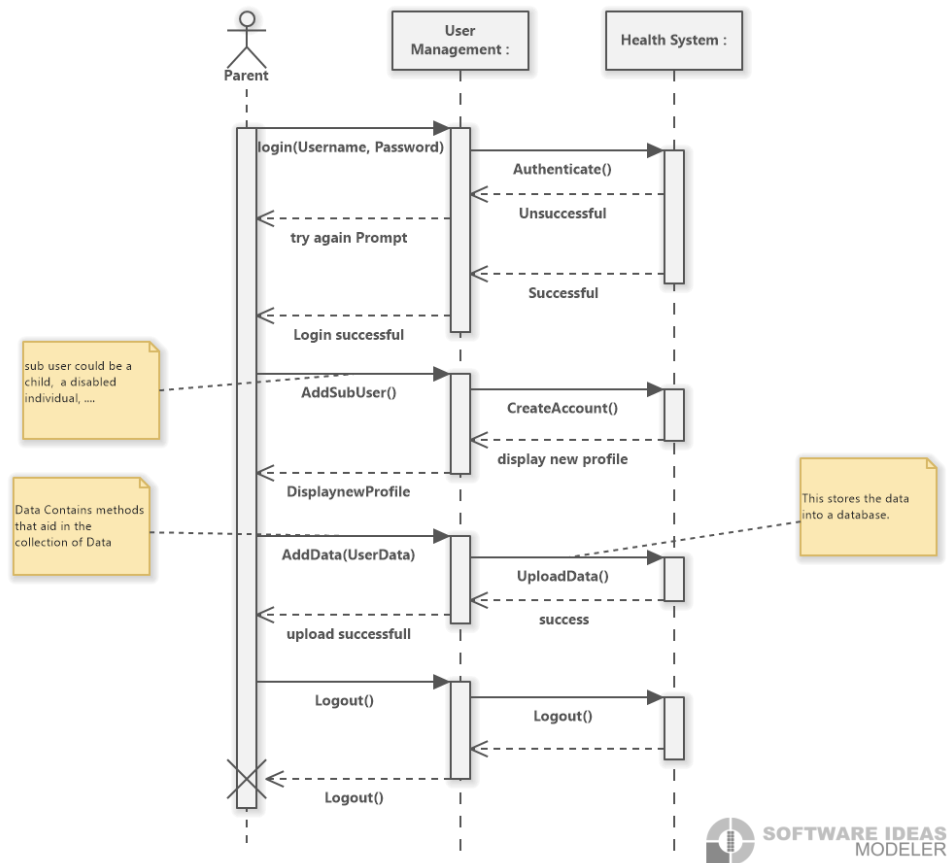 User
Management :
Health System :
Parent
login(Username, Password)
Authenticate()
Unsuccessful
try again Prompt
Successful
Login successful
sub user could be a
child,  a disabled
individual, ....
AddSubUser()
CreateAccount()
display new profile
DisplaynewProfile
Data Contains methods
that aid in the
collection of Data
This stores the data
into a database.
AddData(UserData)
UploadData()
success
upload successfull
Logout()
Logout()
Logout()
SOFTWARE IDEAS
MODELER